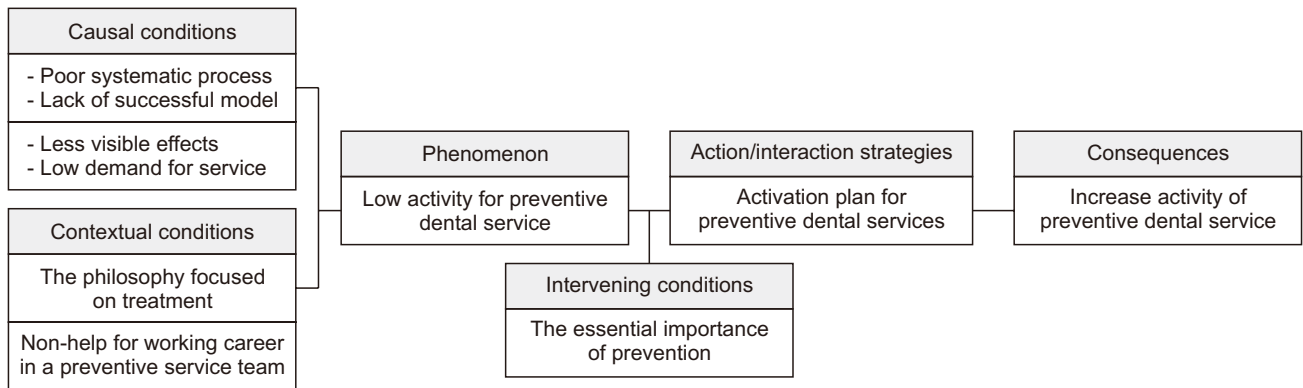 Causal conditions
- Poor systematic process
- Lack of successful model
- Less visible effects
- Low demand for service
Contextual conditions
The philosophy focused
on treatment
Non-help for working career
in a preventive service team
Phenomenon
Low activity for preventive
dental service
Intervening conditions
The essential importance
of prevention
Action/interaction strategies
Activation plan for
preventive dental services
Consequences
Increase activity of
preventive dental service